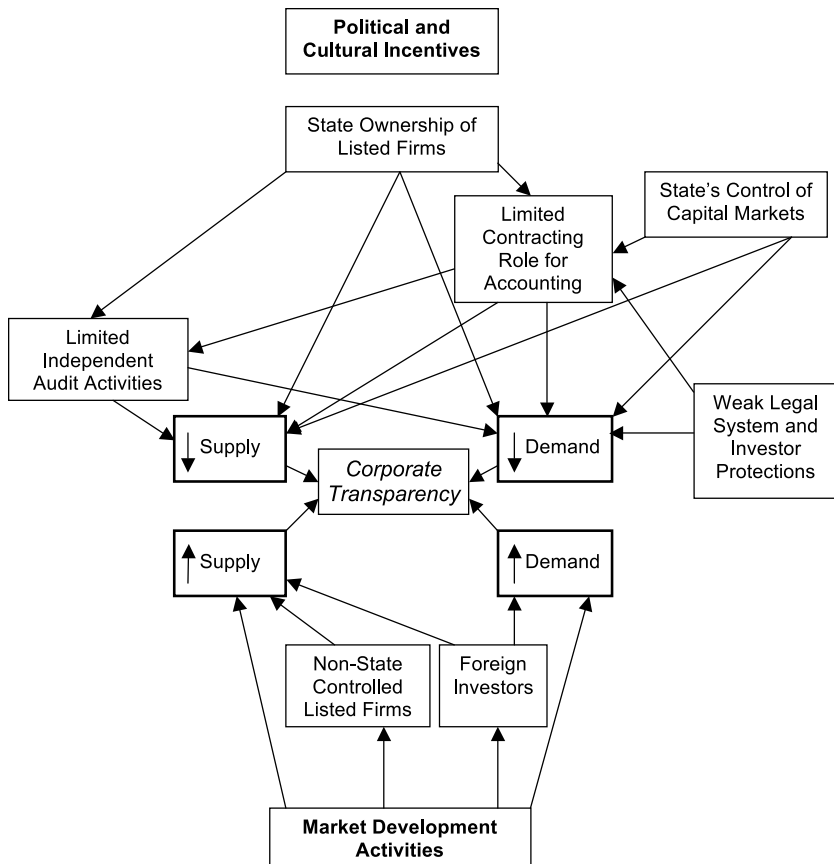 Political and
Cultural Incentives
State Ownership of
Listed Firms
State’s Control of
Capital Markets
Limited
Contracting
Role for
Accounting
Limited
Independent
Audit Activities
Weak Legal
System and
Investor
Protections
Supply
Demand
Corporate
Transparency
Supply
Demand
Non-State
Controlled
Listed Firms
Foreign
Investors
Market Development
Activities